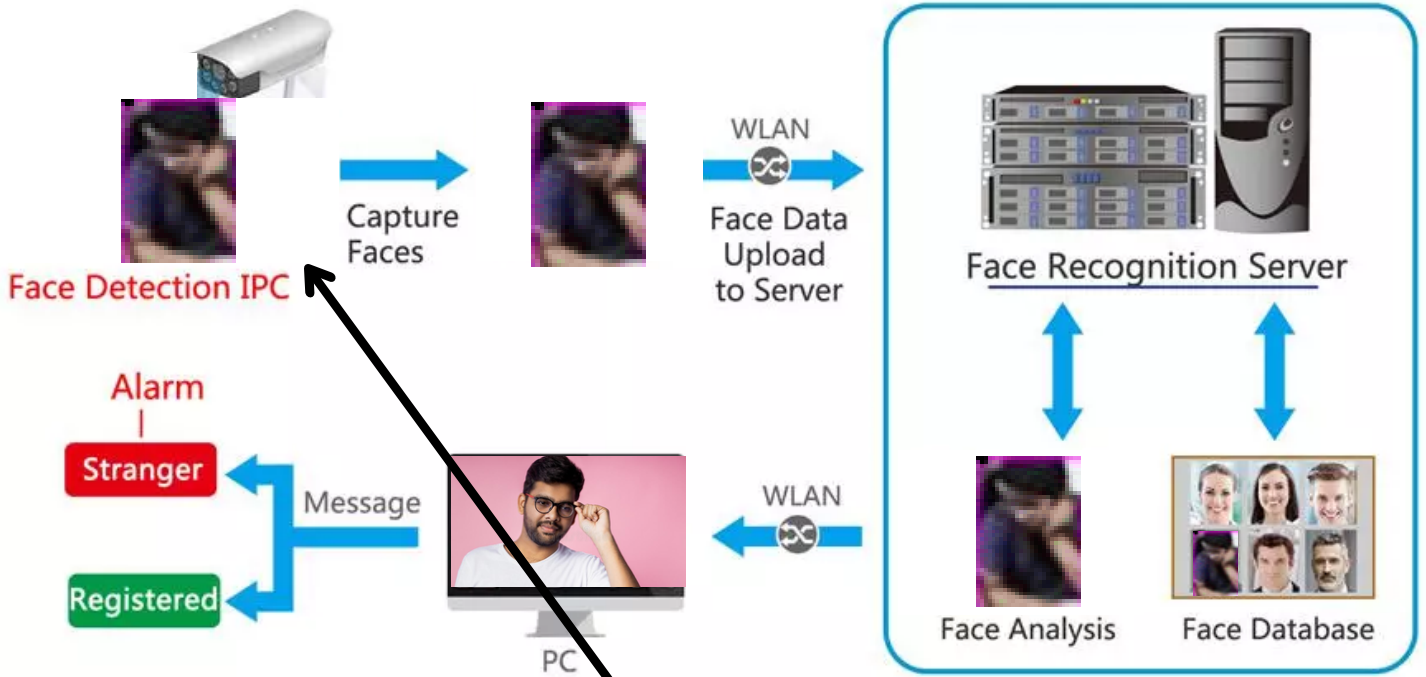 Face Detection IPC
Capture
Faces
WLAN
Face Data
Upload
to Server
Face Recognition Server
Face Analysis
Face Database
WLAN
PC
Message
Alarm
Stranger
Registered